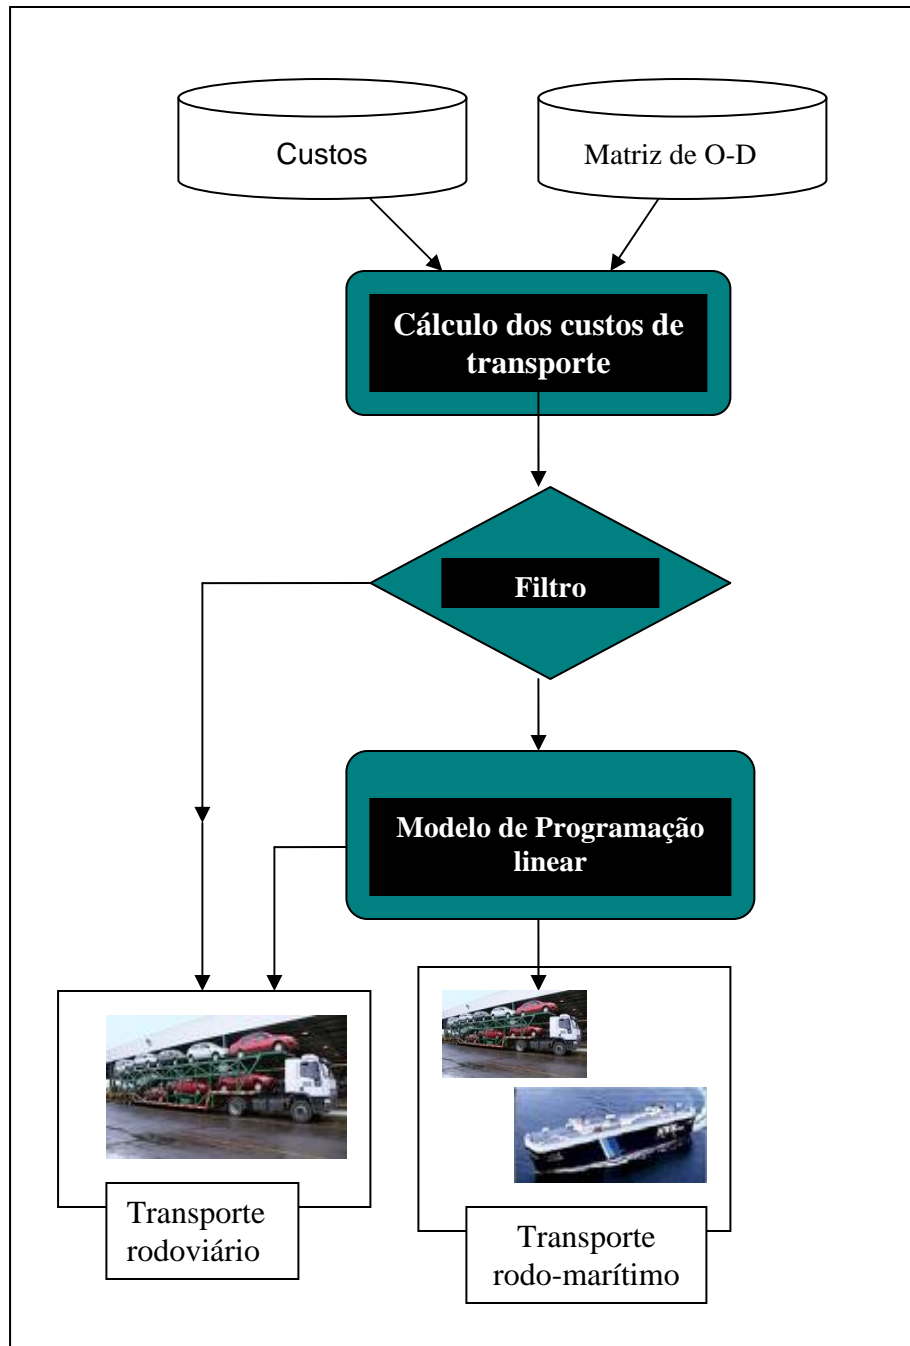 Custos
Matriz de O-D
Cálculo dos custos de
transporte
Filtro
Modelo de Programação
linear
Transporte
rodoviário
Transporte
rodo-marítimo